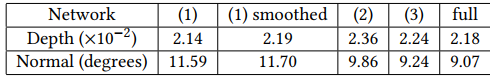 Network (1) (1) smoothed (2) (3) full
Depth (×10⁻²) 2.14 2.19 2.36 2.24 2.18
Normal (degrees) 11.59 11.70 9.86 9.24 9.07